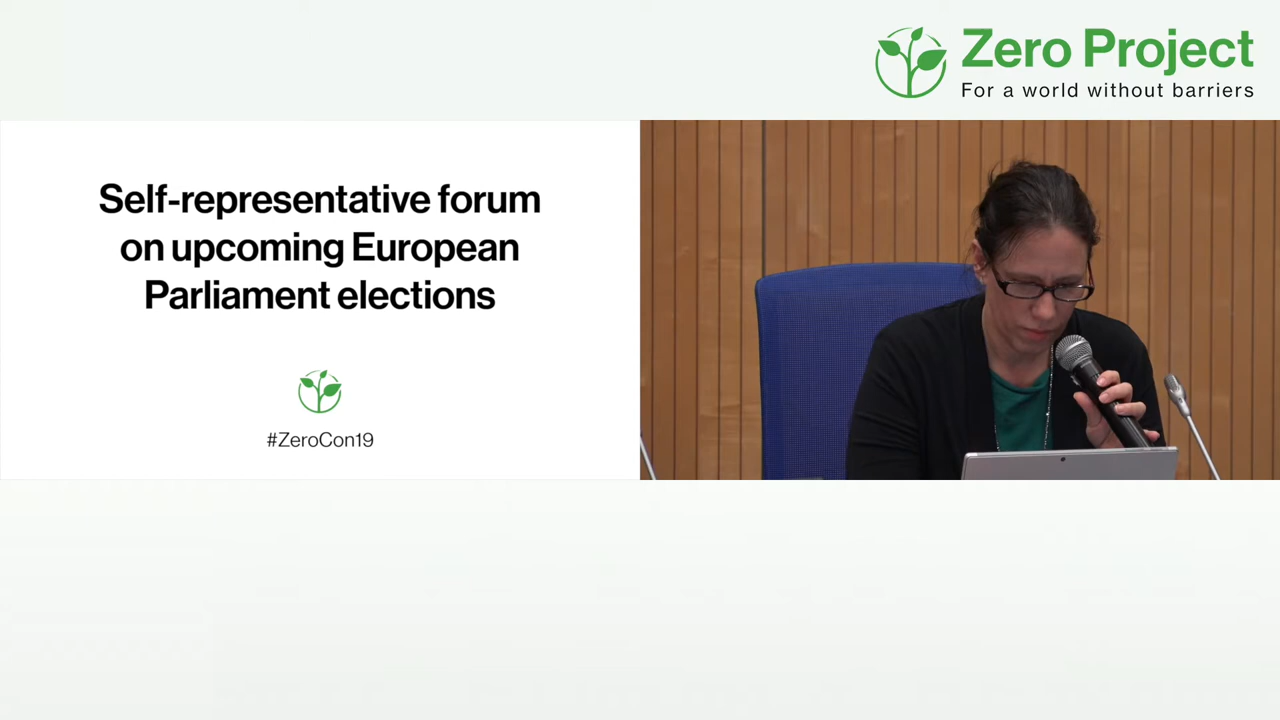 Zero Project
For a world without barriers
Self-representative forum
on upcoming European
Parliament elections
#ZeroCon19